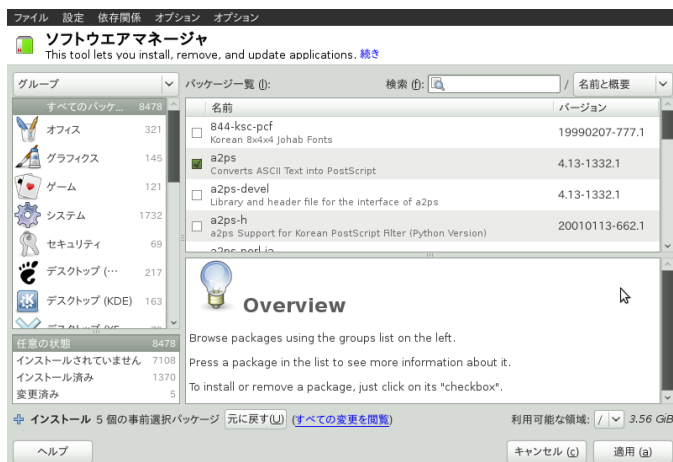 ファイル 設定 依存関係 オプション オプション
ソフトウエアマネージャ
This tool lets you install, remove, and update applications. 続き
グループ
パッケージ一覧 (l):
検索 (f):
/ 名前と概要
すべてのパッケ... 8478
オフィス 321
グラフィクス 145
ゲーム 121
システム 1732
セキュリティ 69
デスクトップ (… 217
デスクトップ (KDE) 163
任意の状態 8478
インストールされていません 7108
インストール済み 1370
変更済み 5
名前 バージョン
844-ksc-pcf 19990207-777.1
Korean 8x4x4 Johab Fonts
a2ps 4.13-1332.1
Converts ASCII Text into PostScript
a2ps-devel 4.13-1332.1
Library and header file for the interface of a2ps
a2ps-h 20010113-662.1
a2ps Support for Korean PostScript Filter (Python Version)
Overview
Browse packages using the groups list on the left.
Press a package in the list to see more information about it.
To install or remove a package, just click on its "checkbox".
インストール 5 個の事前選択パッケージ 元に戻す(U) (すべての変更を閲覧)
利用可能な領域: / 3.56 GiB
ヘルプ
キャンセル (c)
適用 (a)